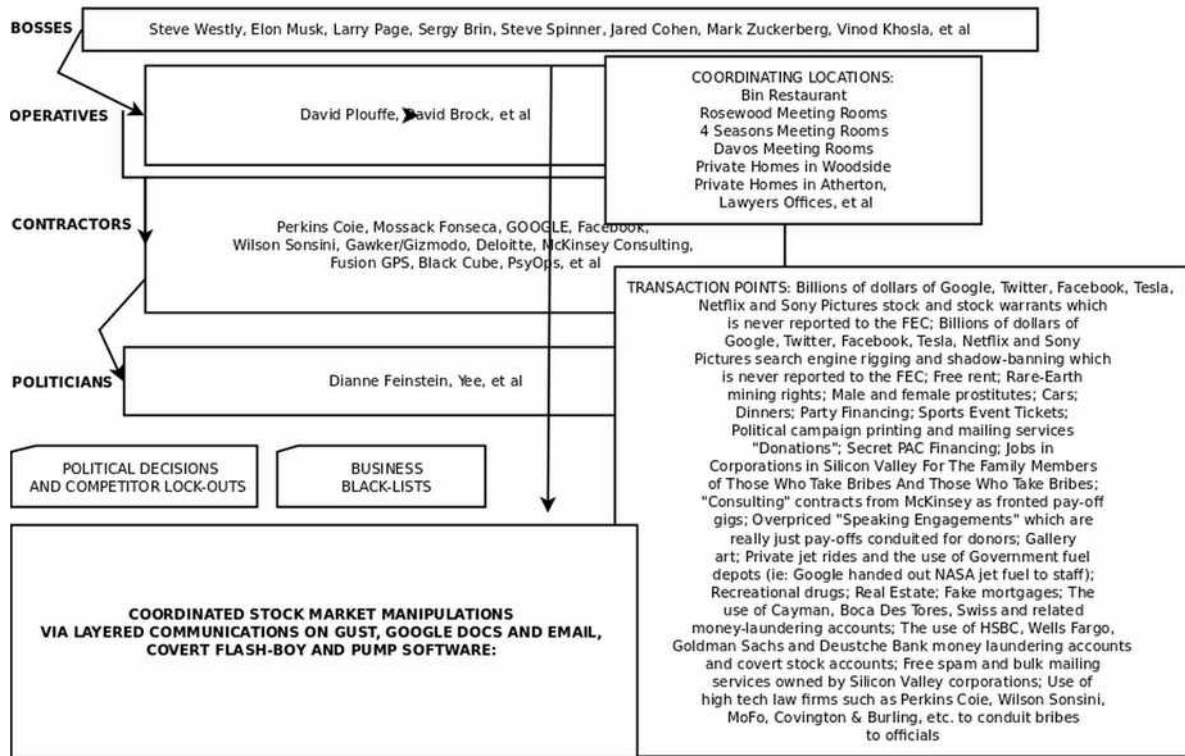 BOSSES
Steve Westly, Elon Musk, Larry Page, Sergy Brin, Steve Spinner, Jared Cohen, Mark Zuckerberg, Vinod Khosla, et al
OPERATIVES
David Plouffe, David Brock, et al
COORDINATING LOCATIONS:
Bin Restaurant
Rosewood Meeting Rooms
4 Seasons Meeting Rooms
Davos Meeting Rooms
Private Homes in Woodside
Private Homes in Atherton,
Lawyers Offices, et al
CONTRACTORS
Perkins Coie, Mossack Fonseca, GOOGLE, Facebook,
Wilson Sonsini, Gawker/Gizmodo, Deloitte, McKinsey Consulting,
Fusion GPS, Black Cube, PsyOps, et al
POLITICIANS
Dianne Feinstein, Yee, et al
TRANSACTION POINTS: Billions of dollars of Google, Twitter, Facebook, Tesla,
Netflix and Sony Pictures stock and stock warrants which
is never reported to the FEC; Billions of dollars of
Google, Twitter, Facebook, Tesla, Netflix and Sony
Pictures search engine rigging and shadow-banning which
is never reported to the FEC; Free rent; Rare-Earth
mining rights; Male and female prostitutes; Cars;
Dinners; Party Financing; Sports Event Tickets;
Political campaign printing and mailing services
"Donations"; Secret PAC Financing; Jobs in
Corporations in Silicon Valley For The Family Members
of Those Who Take Bribes And Those Who Take Bribes;
"Consulting" contracts from McKinsey as fronted pay-off
gigs; Overpriced "Speaking Engagements" which are
really just pay-offs conduited for donors; Gallery
art; Private jet rides and the use of Government fuel
depots (ie: Google handed out NASA jet fuel to staff);
Recreational drugs; Real Estate; Fake mortgages; The
use of Cayman, Boca Des Tores, Swiss and related
money-laundering accounts; The use of HSBC, Wells Fargo,
Goldman Sachs and Deustche Bank money laundering accounts
and covert stock accounts; Free spam and bulk mailing
services owned by Silicon Valley corporations; Use of
high tech law firms such as Perkins Coie, Wilson Sonsini,
MoFo, Covington & Burling, etc. to conduit bribes
to officials
POLITICAL DECISIONS
AND COMPETITOR LOCK-OUTS
BUSINESS
BLACK-LISTS
COORDINATED STOCK MARKET MANIPULATIONS
VIA LAYERED COMMUNICATIONS ON GUST, GOOGLE DOCS AND EMAIL,
COVERT FLASH-BOY AND PUMP SOFTWARE: